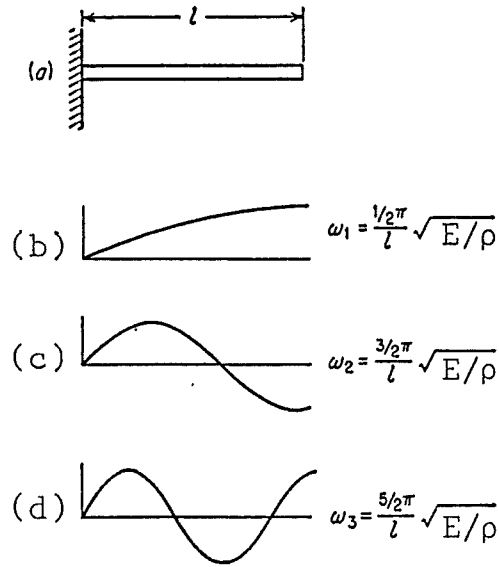 l
(a)
(b) ω₁ = 1/2π/l √E/ρ
(c) ω₂ = 3/2π/l √E/ρ
(d) ω₃ = 5/2π/l √E/ρ